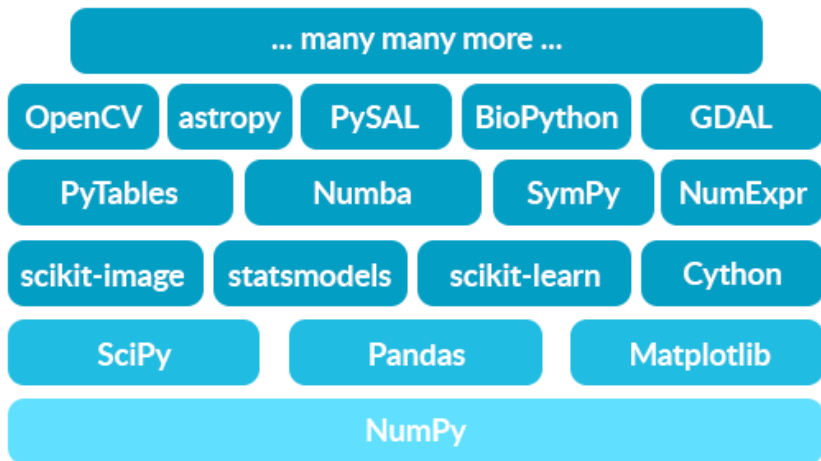 ... many many more ...
OpenCV astropy PySAL BioPython GDAL
PyTables Numba SymPy NumExpr
scikit-image statsmodels scikit-learn Cython
SciPy Pandas Matplotlib
NumPy